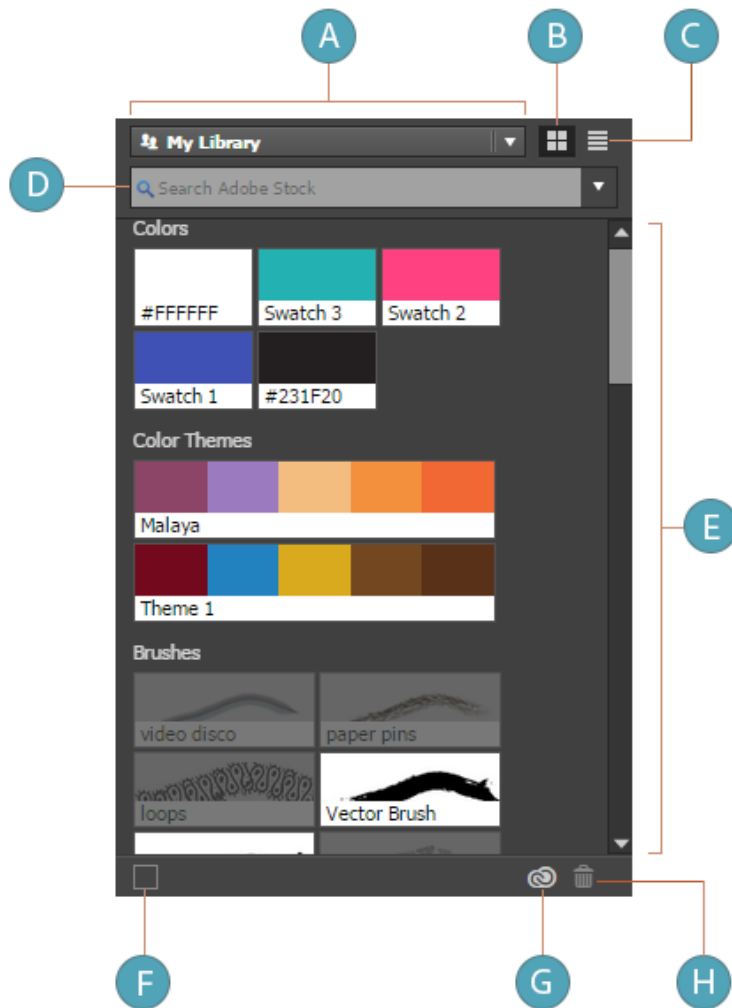 A
B
C
My Library
D
Search Adobe Stock
Colors
#FFFFFF
Swatch 3
Swatch 2
Swatch 1
#231F20
Color Themes
Malaya
E
Theme 1
Brushes
video disco
paper pins
loops
Vector Brush
F
G
H